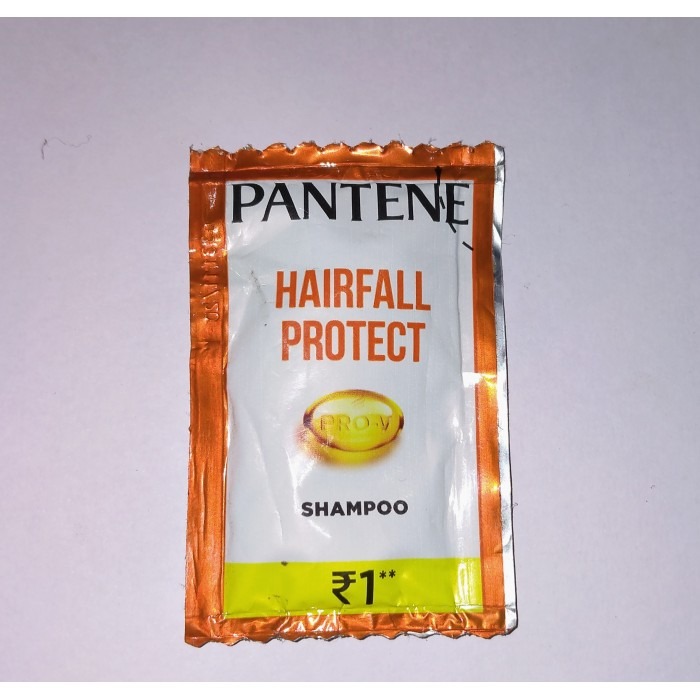 PANTENE
HAIRFALL
PROTECT
PRO-V
SHAMPOO
₹1**